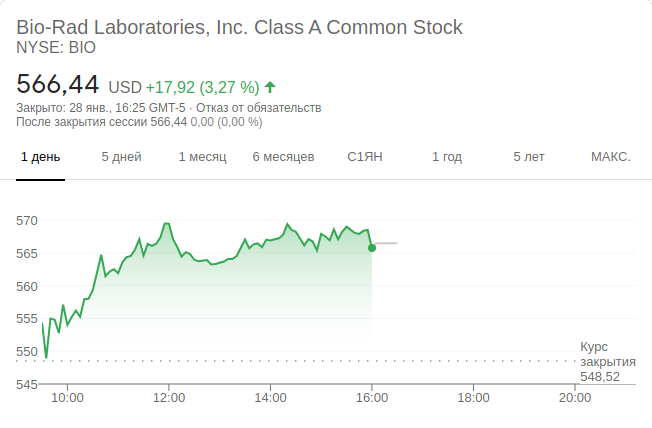 Bio-Rad Laboratories, Inc. Class A Common Stock
NYSE: BIO
566,44 USD +17,92 (3,27 %)
Закрыто: 28 янв., 16:25 GMT-5 · Отказ от обязательств
После закрытия сессии 566,44 0,00 (0,00 %)
1 день 5 дней 1 месяц 6 месяцев С1ЯН 1 год 5 лет МАКС.
570
565
560
555
550
545
Курс
закрытия
548,52
10:00 12:00 14:00 16:00 18:00 20:00